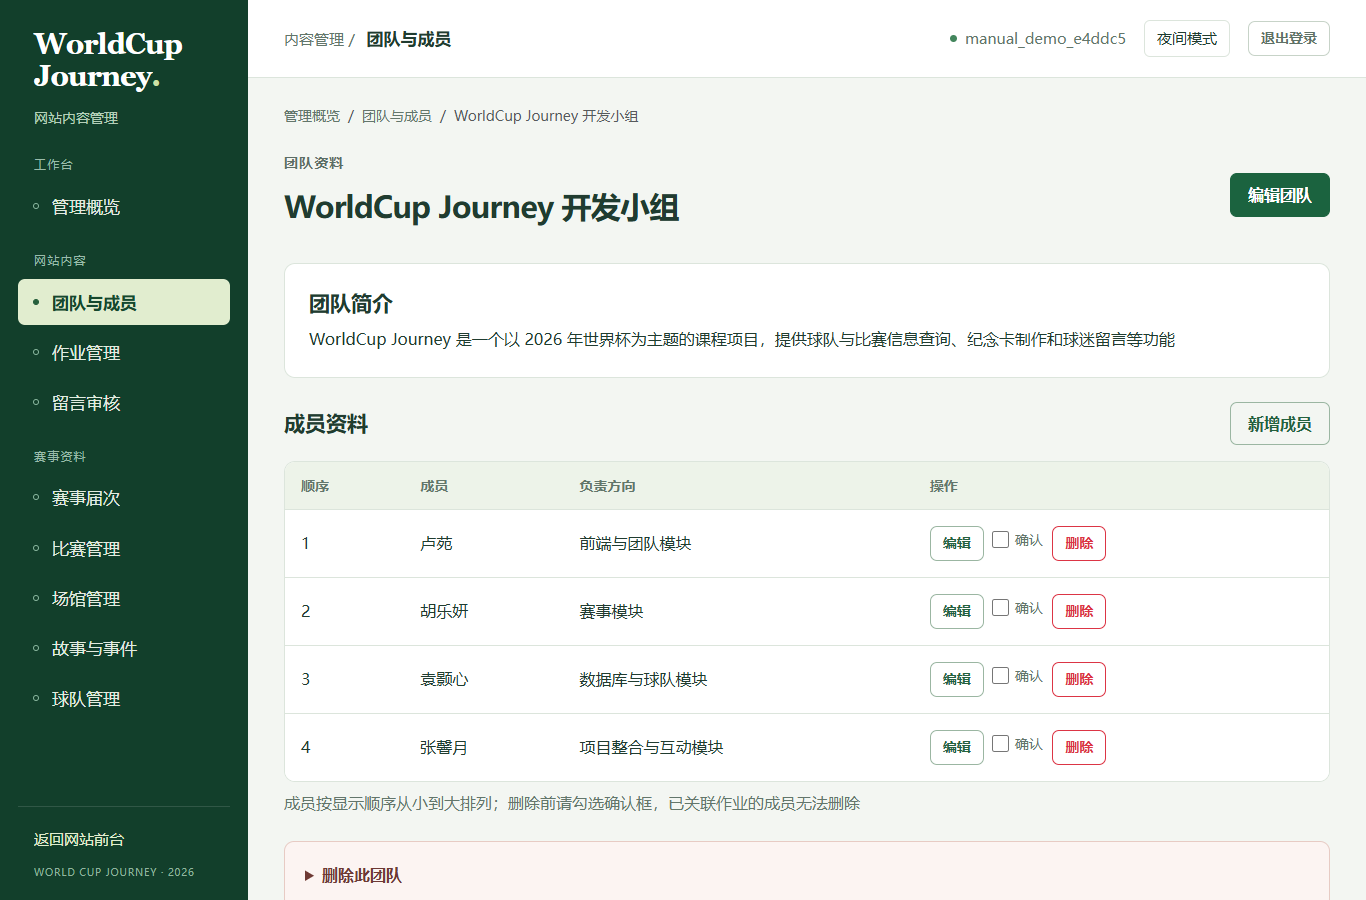 WorldCup
Journey.
网站内容管理
工作台
管理概览
网站内容
团队与成员
作业管理
留言审核
赛事资料
赛事届次
比赛管理
场馆管理
故事与事件
球队管理
返回网站前台
WORLD CUP JOURNEY · 2026
内容管理 / 团队与成员
manual_demo_e4ddc5
夜间模式
退出登录
管理概览 / 团队与成员 / WorldCup Journey 开发小组
团队资料
WorldCup Journey 开发小组
编辑团队
团队简介
WorldCup Journey 是一个以 2026 年世界杯为主题的课程项目，提供球队与比赛信息查询、纪念卡制作和球迷留言等功能
成员资料
新增成员
顺序 成员 负责方向 操作
1 卢苑 前端与团队模块 编辑 确认 删除
2 胡乐妍 赛事模块 编辑 确认 删除
3 袁颢心 数据库与球队模块 编辑 确认 删除
4 张馨月 项目整合与互动模块 编辑 确认 删除
成员按显示顺序从小到大排列；删除前请勾选确认框，已关联作业的成员无法删除
删除此团队